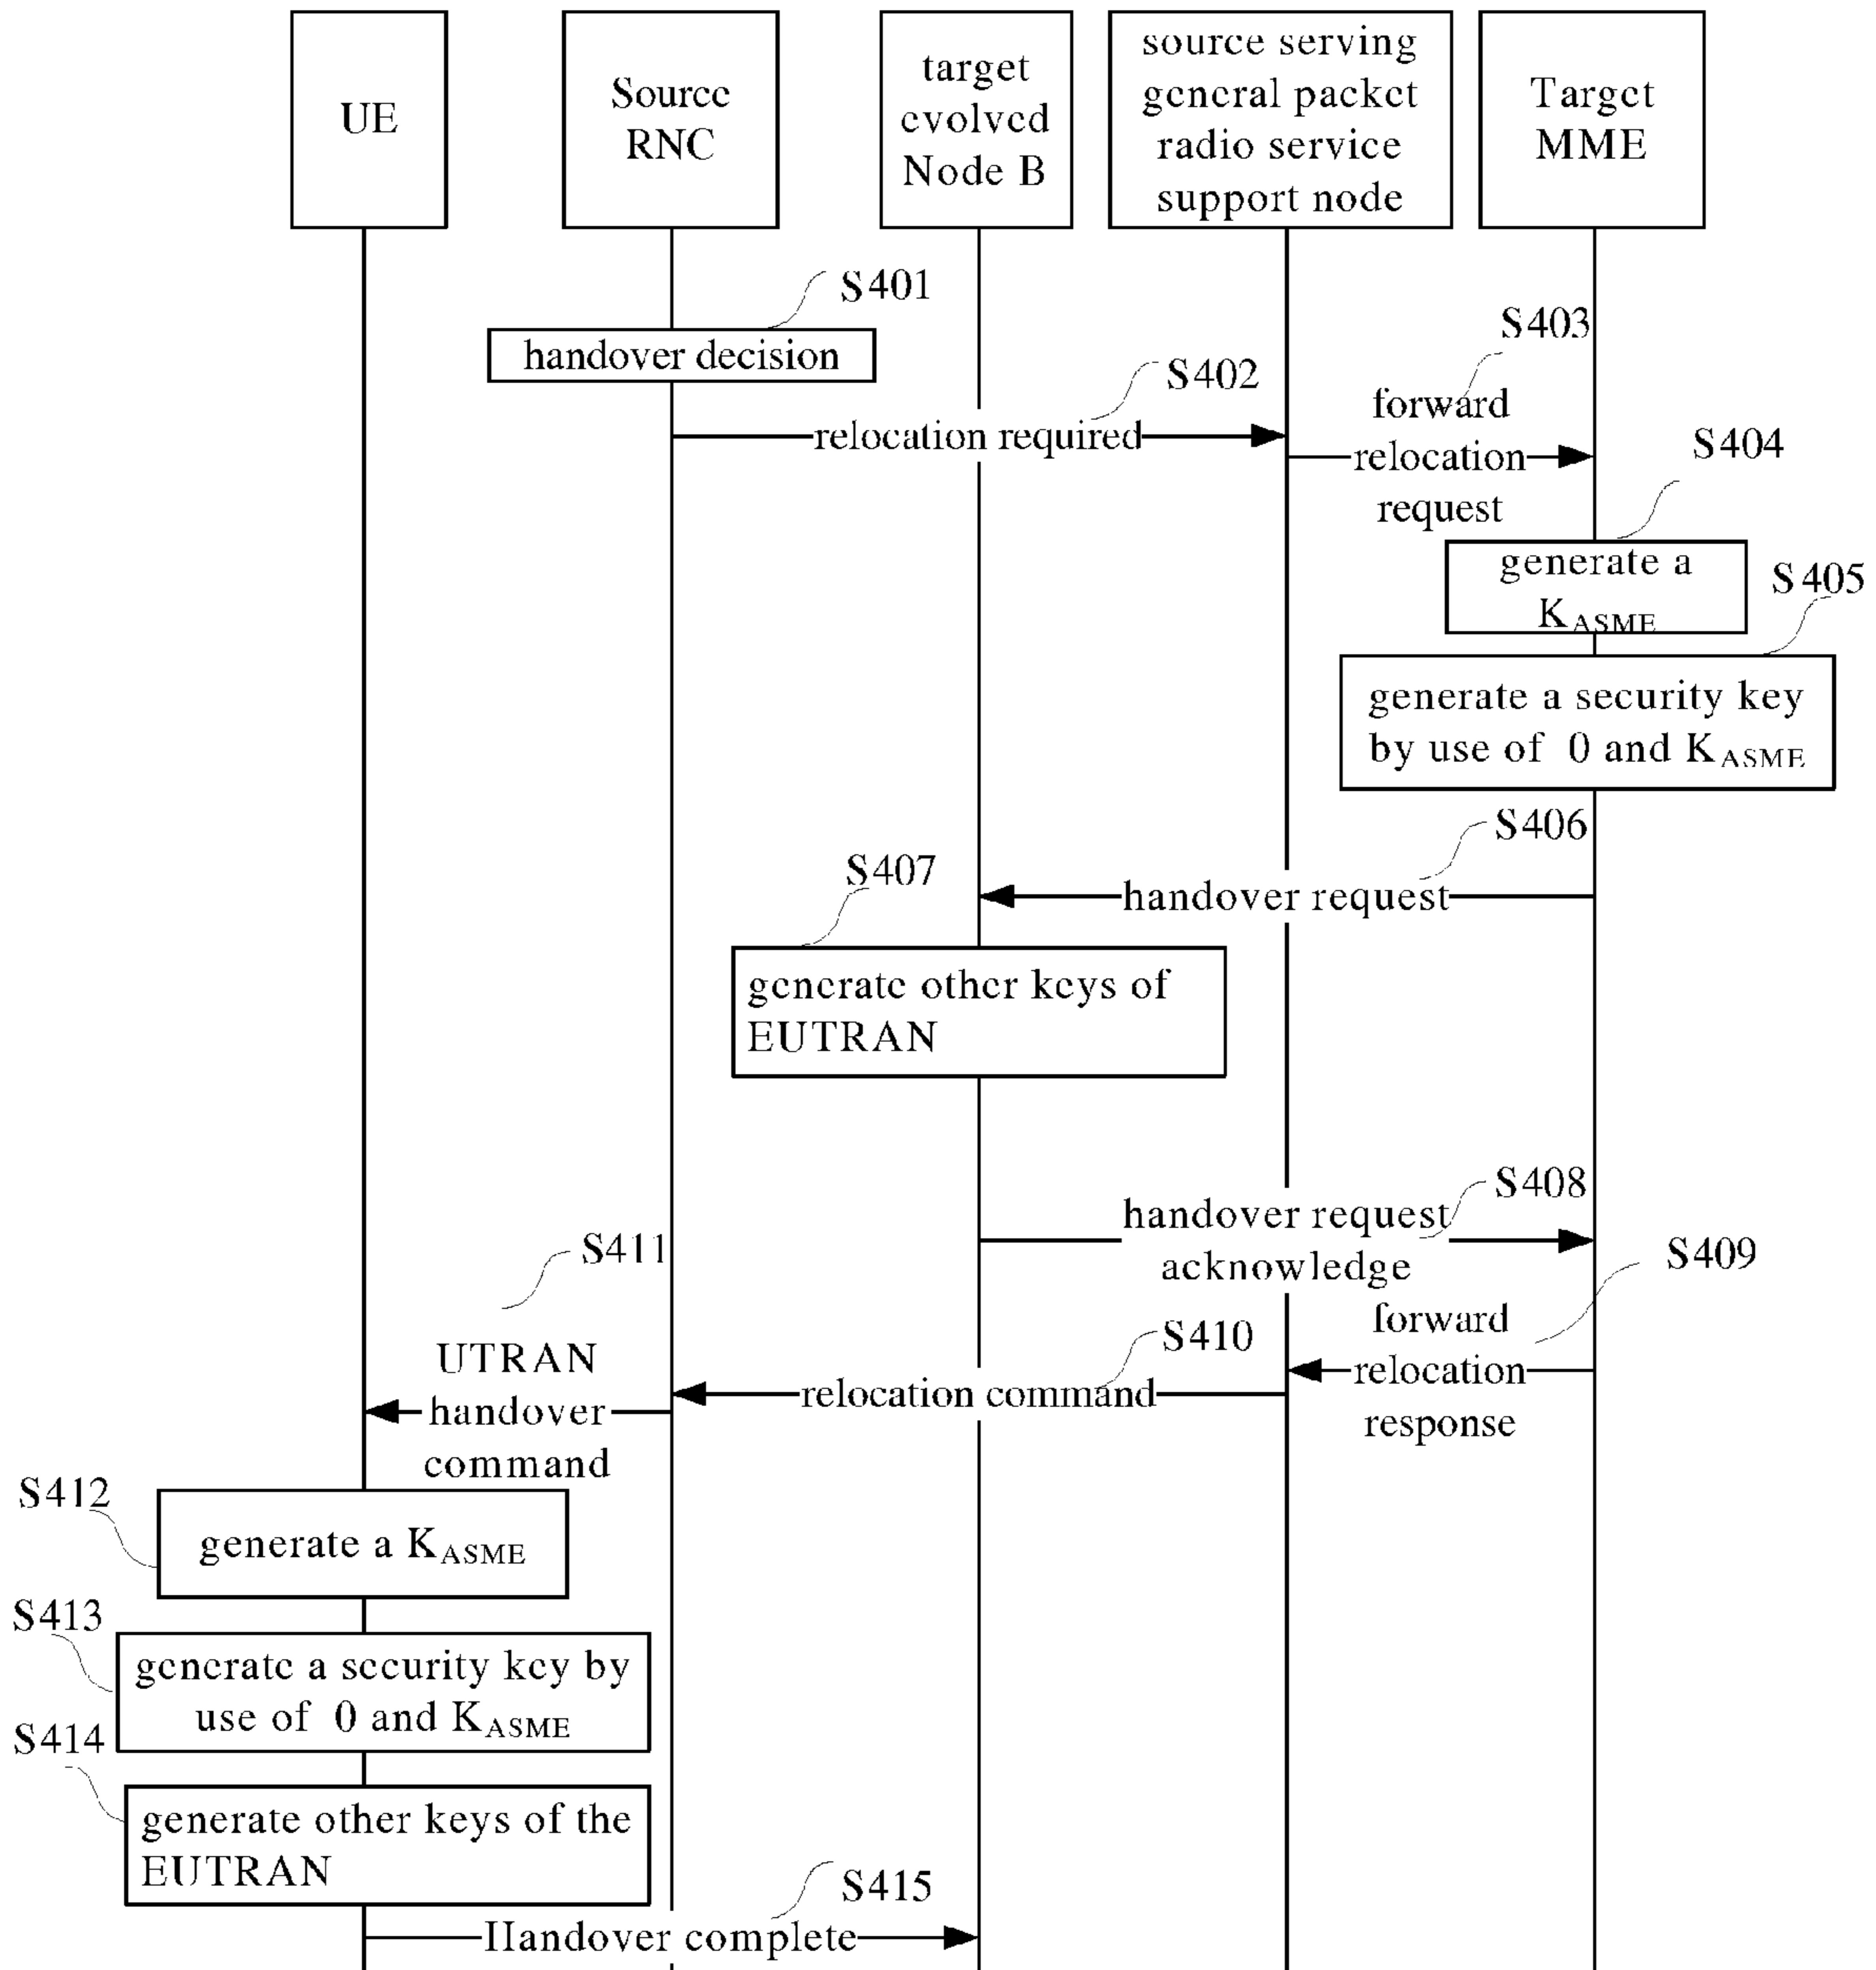 UE
Source
RNC
target
evolved
Node B
source serving
general packet
radio service
support node
Target
MME
S401
handover decision
S402
relocation required
S403
forward
relocation
request
S404
generate a
KASME
S405
generate a security key
by use of 0 and KASME
S406
handover request
S407
generate other keys of
EUTRAN
S408
handover request
acknowledge
S409
forward
relocation
response
S410
relocation command
S411
UTRAN
handover
command
S412
generate a KASME
S413
generate a security key by
use of 0 and KASME
S414
generate other keys of the
EUTRAN
S415
Handover complete